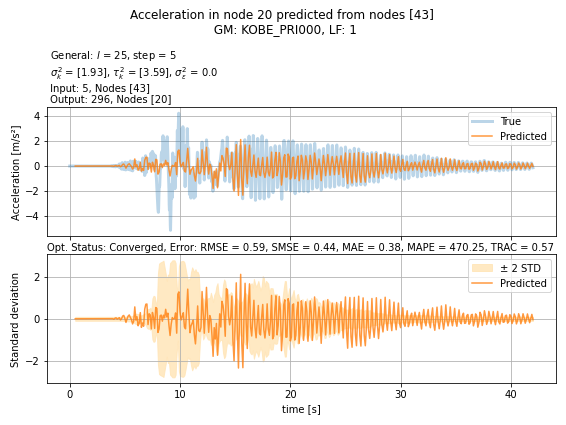 Acceleration in node 20 predicted from nodes [43]
GM: KOBE_PRI000, LF: 1
General: l = 25, step = 5
σ²ₖ = [1.93], τ²ₖ = [3.59], σ²ε = 0.0
Input: 5, Nodes [43]
Output: 296, Nodes [20]
Acceleration [m/s²]
4
2
0
−2
−4
True
Predicted
Opt. Status: Converged, Error: RMSE = 0.59, SMSE = 0.44, MAE = 0.38, MAPE = 470.25, TRAC = 0.57
Standard deviation
2
0
−2
± 2 STD
Predicted
0 10 20 30 40
time [s]